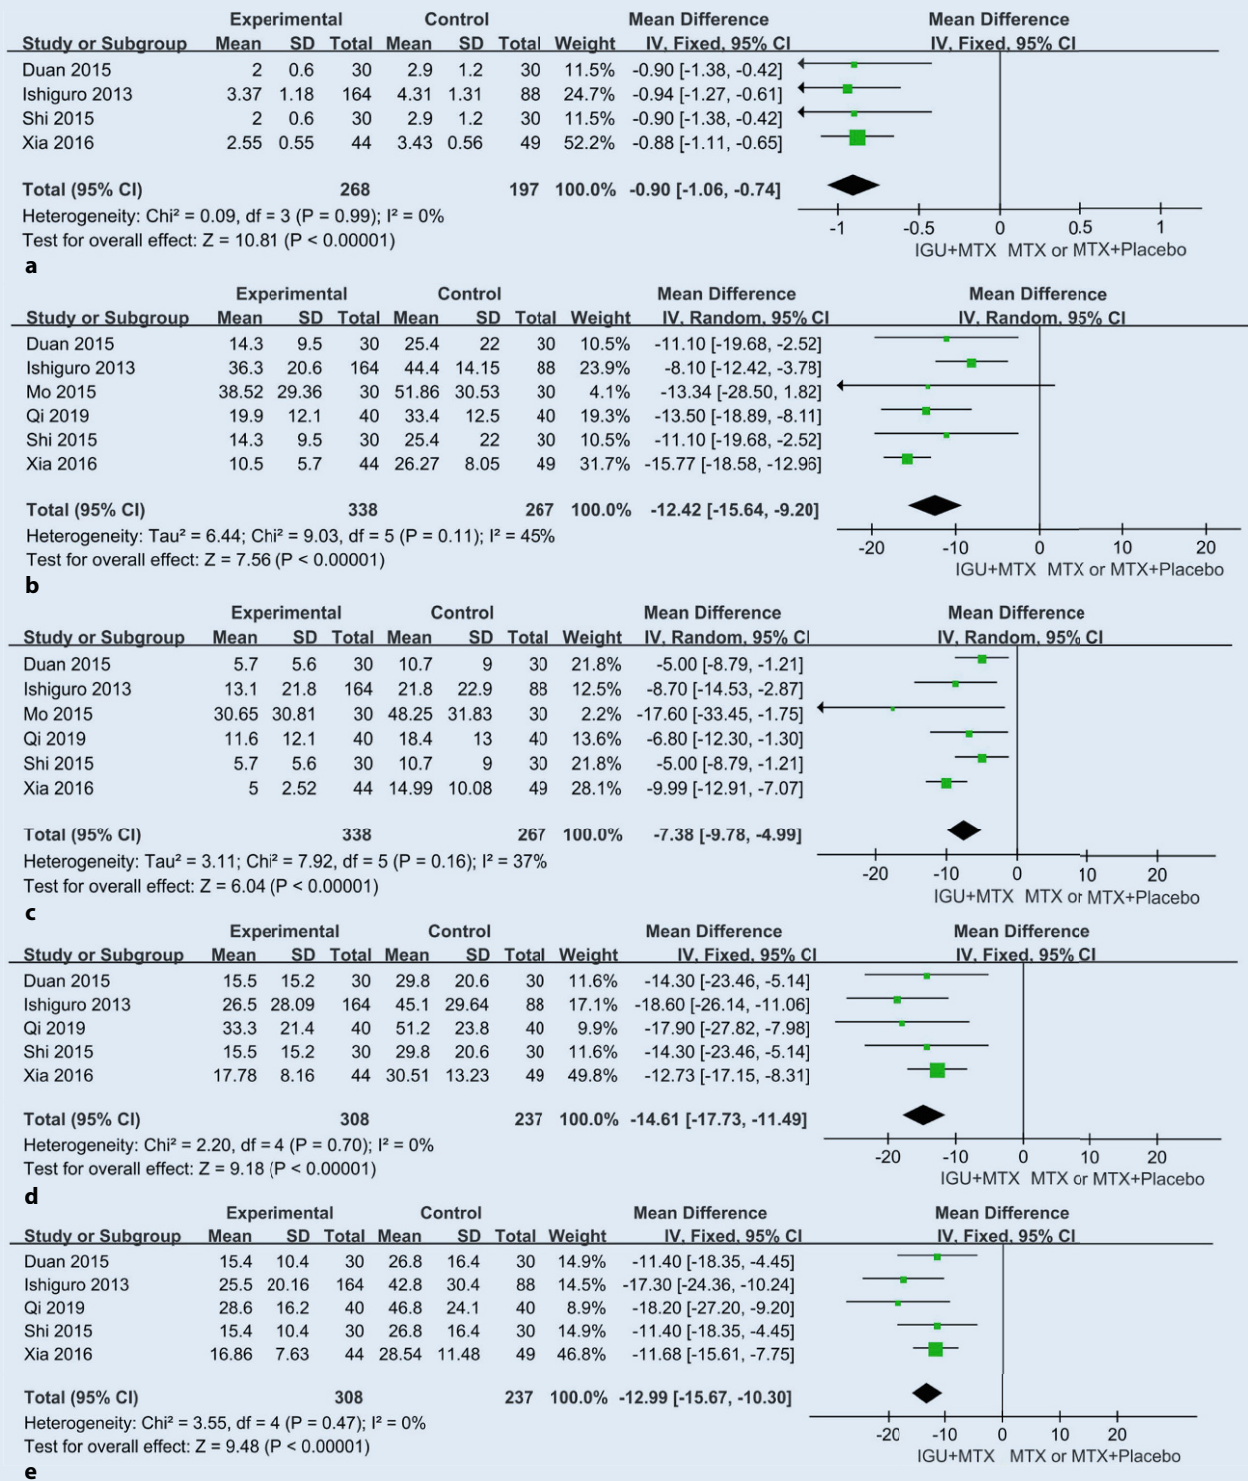 Experimental Control Mean Difference Mean Difference
Study or Subgroup Mean SD Total Mean SD Total Weight IV, Fixed, 95% CI IV, Fixed, 95% CI
Duan 2015 2 0.6 30 2.9 1.2 30 11.5% -0.90 [-1.38, -0.42]
Ishiguro 2013 3.37 1.18 164 4.31 1.31 88 24.7% -0.94 [-1.27, -0.61]
Shi 2015 2 0.6 30 2.9 1.2 30 11.5% -0.90 [-1.38, -0.42]
Xia 2016 2.55 0.55 44 3.43 0.56 49 52.2% -0.88 [-1.11, -0.65]
Total (95% CI) 268 197 100.0% -0.90 [-1.06, -0.74]
Heterogeneity: Chi² = 0.09, df = 3 (P = 0.99); I² = 0%
Test for overall effect: Z = 10.81 (P < 0.00001)
-1 -0.5 0 0.5 1
IGU+MTX MTX or MTX+Placebo
a
Experimental Control Mean Difference Mean Difference
Study or Subgroup Mean SD Total Mean SD Total Weight IV, Random, 95% CI IV, Random, 95% CI
Duan 2015 14.3 9.5 30 25.4 22 30 10.5% -11.10 [-19.68, -2.52]
Ishiguro 2013 36.3 20.6 164 44.4 14.15 88 23.9% -8.10 [-12.42, -3.78]
Mo 2015 38.52 29.36 30 51.86 30.53 30 4.1% -13.34 [-28.50, 1.82]
Qi 2019 19.9 12.1 40 33.4 12.5 40 19.3% -13.50 [-18.89, -8.11]
Shi 2015 14.3 9.5 30 25.4 22 30 10.5% -11.10 [-19.68, -2.52]
Xia 2016 10.5 5.7 44 26.27 8.05 49 31.7% -15.77 [-18.58, -12.96]
Total (95% CI) 338 267 100.0% -12.42 [-15.64, -9.20]
Heterogeneity: Tau² = 6.44; Chi² = 9.03, df = 5 (P = 0.11); I² = 45%
Test for overall effect: Z = 7.56 (P < 0.00001)
-20 -10 0 10 20
IGU+MTX MTX or MTX+Placebo
b
Experimental Control Mean Difference Mean Difference
Study or Subgroup Mean SD Total Mean SD Total Weight IV, Random, 95% CI IV, Random, 95% CI
Duan 2015 5.7 5.6 30 10.7 9 30 21.8% -5.00 [-8.79, -1.21]
Ishiguro 2013 13.1 21.8 164 21.8 22.9 88 12.5% -8.70 [-14.53, -2.87]
Mo 2015 30.65 30.81 30 48.25 31.83 30 2.2% -17.60 [-33.45, -1.75]
Qi 2019 11.6 12.1 40 18.4 13 40 13.6% -6.80 [-12.30, -1.30]
Shi 2015 5.7 5.6 30 10.7 9 30 21.8% -5.00 [-8.79, -1.21]
Xia 2016 5 2.52 44 14.99 10.08 49 28.1% -9.99 [-12.91, -7.07]
Total (95% CI) 338 267 100.0% -7.38 [-9.78, -4.99]
Heterogeneity: Tau² = 3.11; Chi² = 7.92, df = 5 (P = 0.16); I² = 37%
Test for overall effect: Z = 6.04 (P < 0.00001)
-20 -10 0 10 20
IGU+MTX MTX or MTX+Placebo
c
Experimental Control Mean Difference Mean Difference
Study or Subgroup Mean SD Total Mean SD Total Weight IV, Fixed, 95% CI IV, Fixed, 95% CI
Duan 2015 15.5 15.2 30 29.8 20.6 30 11.6% -14.30 [-23.46, -5.14]
Ishiguro 2013 26.5 28.09 164 45.1 29.64 88 17.1% -18.60 [-26.14, -11.06]
Qi 2019 33.3 21.4 40 51.2 23.8 40 9.9% -17.90 [-27.82, -7.98]
Shi 2015 15.5 15.2 30 29.8 20.6 30 11.6% -14.30 [-23.46, -5.14]
Xia 2016 17.78 8.16 44 30.51 13.23 49 49.8% -12.73 [-17.15, -8.31]
Total (95% CI) 308 237 100.0% -14.61 [-17.73, -11.49]
Heterogeneity: Chi² = 2.20, df = 4 (P = 0.70); I² = 0%
Test for overall effect: Z = 9.18 (P < 0.00001)
-20 -10 0 10 20
IGU+MTX MTX or MTX+Placebo
d
Experimental Control Mean Difference Mean Difference
Study or Subgroup Mean SD Total Mean SD Total Weight IV, Fixed, 95% CI IV, Fixed, 95% CI
Duan 2015 15.4 10.4 30 26.8 16.4 30 14.9% -11.40 [-18.35, -4.45]
Ishiguro 2013 25.5 20.16 164 42.8 30.4 88 14.5% -17.30 [-24.36, -10.24]
Qi 2019 28.6 16.2 40 46.8 24.1 40 8.9% -18.20 [-27.20, -9.20]
Shi 2015 15.4 10.4 30 26.8 16.4 30 14.9% -11.40 [-18.35, -4.45]
Xia 2016 16.86 7.63 44 28.54 11.48 49 46.8% -11.68 [-15.61, -7.75]
Total (95% CI) 308 237 100.0% -12.99 [-15.67, -10.30]
Heterogeneity: Chi² = 3.55, df = 4 (P = 0.47); I² = 0%
Test for overall effect: Z = 9.48 (P < 0.00001)
-20 -10 0 10 20
IGU+MTX MTX or MTX+Placebo
e